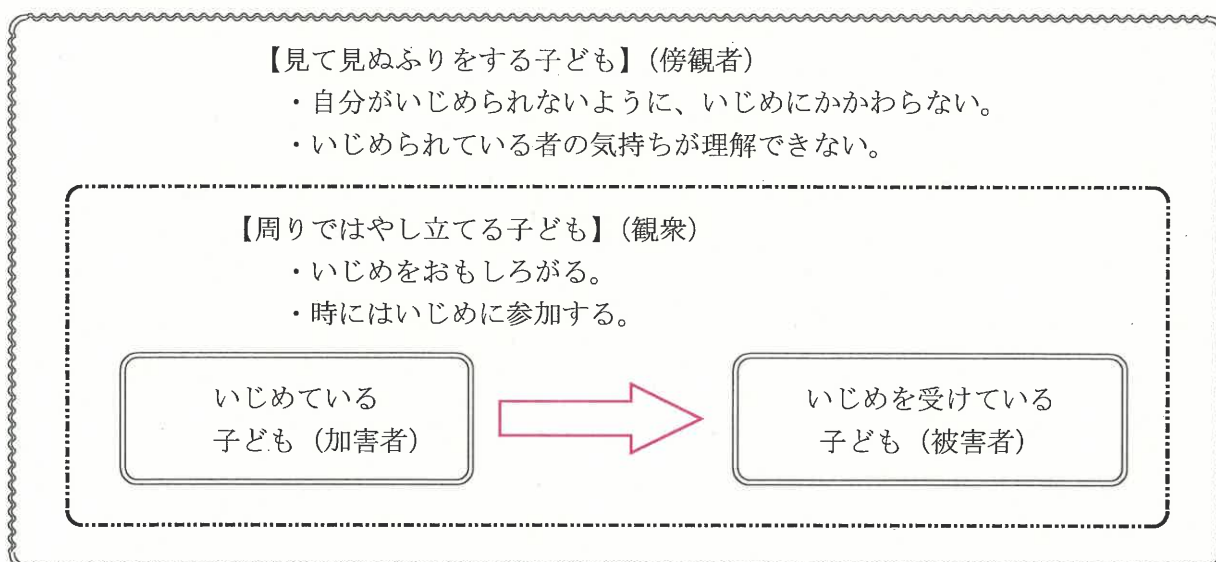 【見て見ぬふりをする子ども】(傍観者)
・自分がいじめられないように、いじめにかかわらない。
・いじめられている者の気持ちが理解できない。
【周りではやし立てる子ども】(観衆)
・いじめをおもしろがる。
・時にはいじめに参加する。
いじめている
子ども(加害者)
いじめを受けている
子ども(被害者)